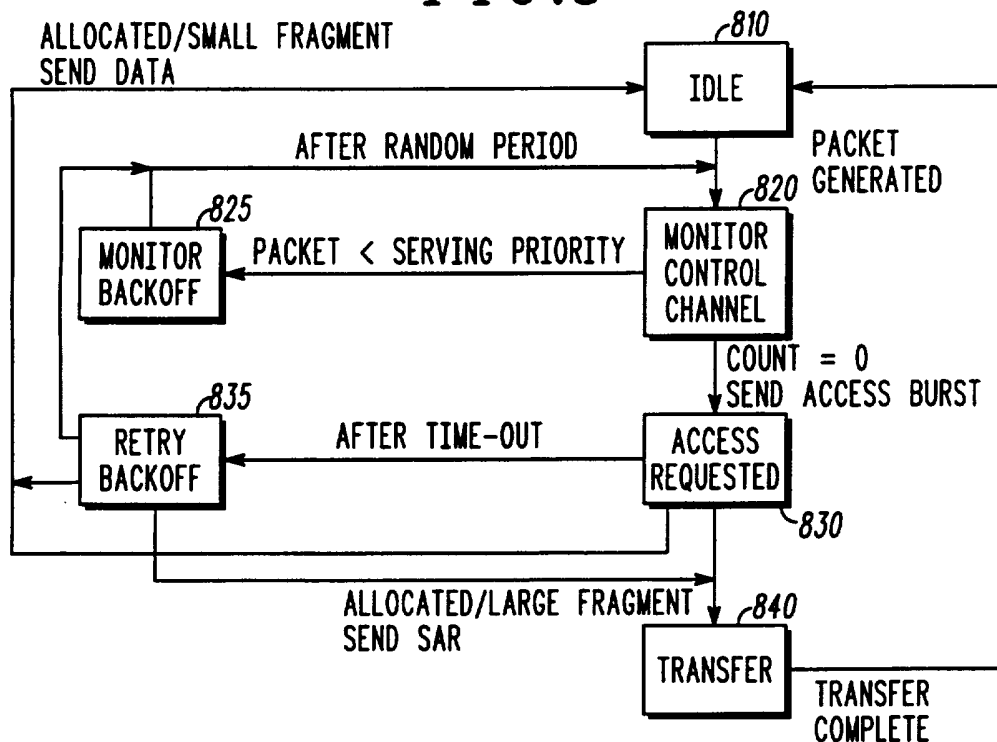 ALLOCATED/SMALL FRAGMENT
SEND DATA
810
IDLE
AFTER RANDOM PERIOD
PACKET
GENERATED
825
MONITOR
BACKOFF
PACKET < SERVING PRIORITY
820
MONITOR
CONTROL
CHANNEL
COUNT = 0
SEND ACCESS BURST
835
RETRY
BACKOFF
AFTER TIME-OUT
ACCESS
REQUESTED
830
ALLOCATED/LARGE FRAGMENT
SEND SAR
840
TRANSFER
TRANSFER
COMPLETE